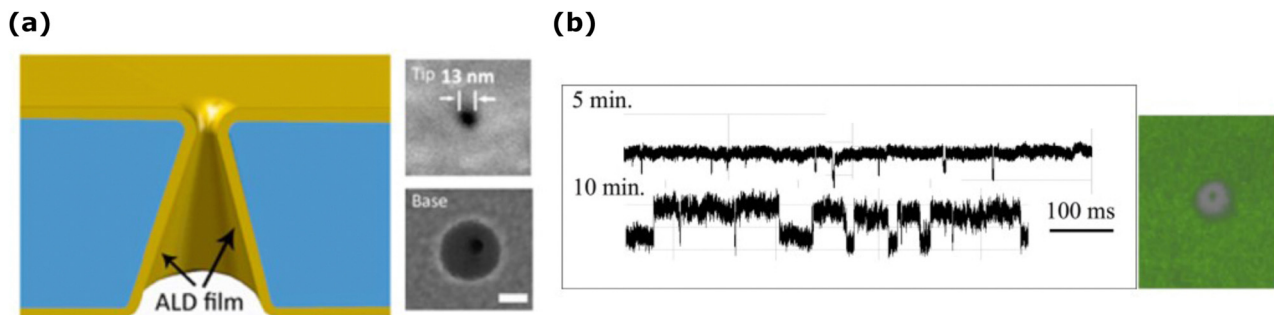 (a)
(b)
Tip
13 nm
Base
ALD film
5 min.
10 min.
100 ms